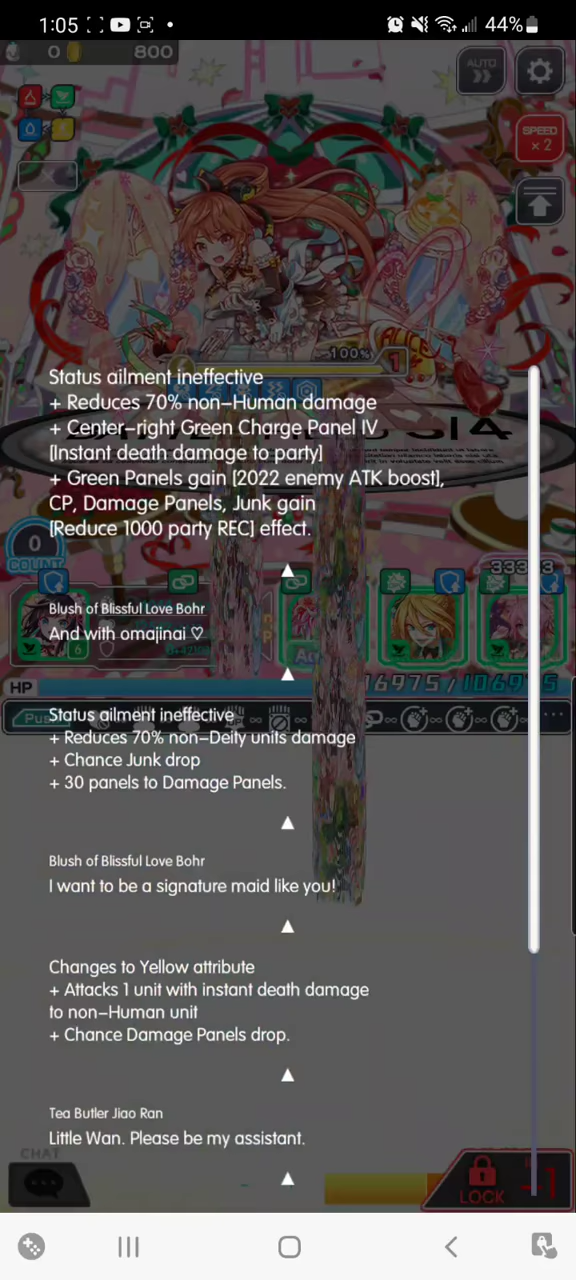 1:05
44%
0
800
AUTO
SPEED
×2
100%
1
Status ailment ineffective
+ Reduces 70% non-Human damage
+ Center-right Green Charge Panel IV
[Instant death damage to party]
+ Green Panels gain [2022 enemy ATK boost],
CP, Damage Panels, Junk gain
[Reduce 1000 party REC] effect.
0
COUNT
▲
Blush of Blissful Love Bohr
And with omajinai ♡
6
▲
HP
Status ailment ineffective
+ Reduces 70% non-Deity units damage
+ Chance Junk drop
+ 30 panels to Damage Panels.
▲
Blush of Blissful Love Bohr
I want to be a signature maid like you!
▲
Changes to Yellow attribute
+ Attacks 1 unit with instant death damage
to non-Human unit
+ Chance Damage Panels drop.
▲
Tea Butler Jiao Ran
Little Wan. Please be my assistant.
▲
CHAT
LOCK